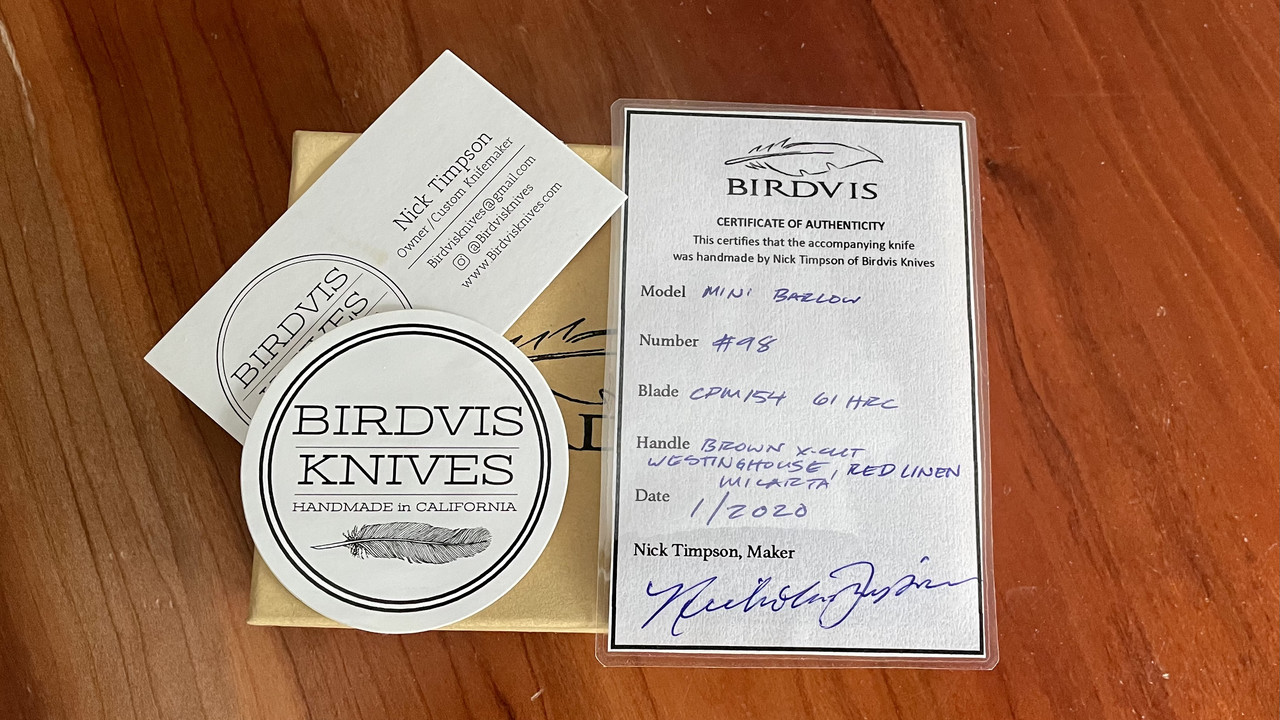 Nick Timpson
Owner/Custom Knifemaker
Birdvisknives@gmail.com
@Birdvisknives
www.Birdvisknives.com
BIRDVIS
KNIVES
BIRDVIS
KNIVES
HANDMADE in CALIFORNIA
BIRDVIS
CERTIFICATE OF AUTHENTICITY
This certifies that the accompanying knife
was handmade by Nick Timpson of Birdvis Knives
Model MINI BARLOW
Number #98
Blade CPM154 61 HRC
Handle BROWN X-CUT
WESTINGHOUSE, RED LINEN
MICARTA
Date 1/2020
Nick Timpson, Maker